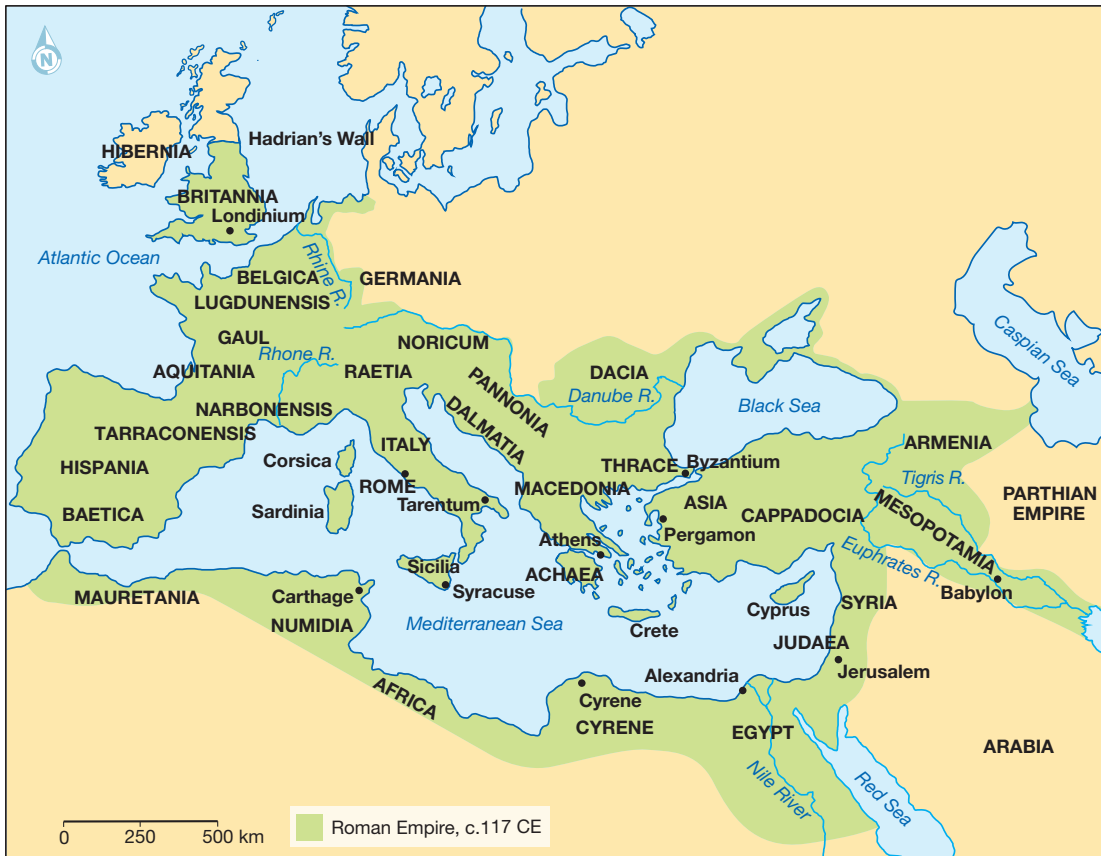 N
HIBERNIA
Hadrian's Wall
BRITANNIA
Londinium
Atlantic Ocean
Rhine R.
BELGICA
GERMANIA
LUGDUNENSIS
GAUL
Rhone R.
NORICUM
AQUITANIA
RAETIA
PANNONIA
DACIA
Danube R.
Black Sea
Caspian Sea
NARBONENSIS
DALMATIA
TARRACONENSIS
ITALY
ARMENIA
Corsica
HISPANIA
ROME
THRACE
Byzantium
Tigris R.
MACEDONIA
Tarentum
ASIA
CAPPADOCIA
MESOPOTAMIA
PARTHIAN
EMPIRE
BAETICA
Sardinia
Pergamon
Athens
Euphrates R.
Sicilia
ACHAEA
Babylon
MAURETANIA
Carthage
Syracuse
Cyprus
SYRIA
NUMIDIA
Mediterranean Sea
Crete
JUDAEA
Alexandria
Jerusalem
AFRICA
Cyrene
CYRENE
EGYPT
ARABIA
Nile River
Red Sea
0 250 500 km
Roman Empire, c.117 CE